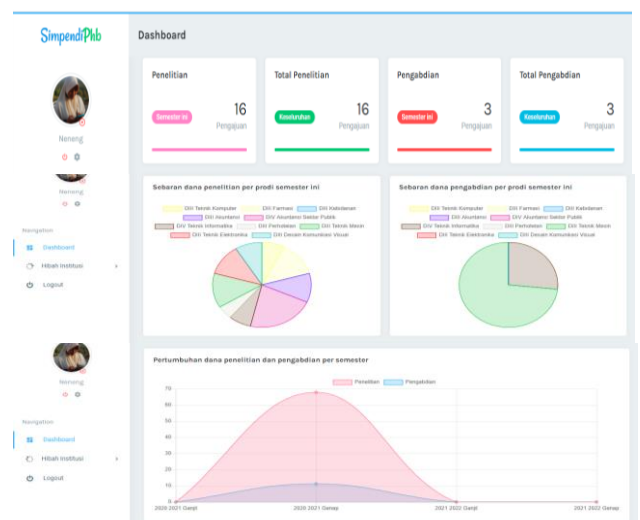 SimpendiPhb
Dashboard
Neneng
Penelitian
Semester ini
16
Pengajuan
Total Penelitian
Keseluruhan
16
Pengajuan
Pengabdian
Semester ini
3
Pengajuan
Total Pengabdian
Keseluruhan
3
Pengajuan
Neneng
Navigation
Dashboard
Hibah Institusi
Logout
Sebaran dana penelitian per prodi semester ini
DIII Teknik Komputer DIII Farmasi DIII Kebidanan
DIII Akuntansi DIV Akuntansi Sektor Publik
DIV Teknik Informatika DIII Perhotelan DIII Teknik Mesin
DIII Teknik Elektronika DIII Desain Komunikasi Visual
Sebaran dana pengabdian per prodi semester ini
DIII Teknik Komputer DIII Farmasi DIII Kebidanan
DIII Akuntansi DIV Akuntansi Sektor Publik
DIV Teknik Informatika DIII Perhotelan DIII Teknik Mesin
DIII Teknik Elektronika DIII Desain Komunikasi Visual
Neneng
Navigation
Dashboard
Hibah Institusi
Logout
Pertumbuhan dana penelitian dan pengabdian per semester
Penelitian Pengabdian
70
60
50
40
30
20
10
0
2020 2021 Ganjil 2020 2021 Genap 2021 2022 Ganjil 2021 2022 Genap